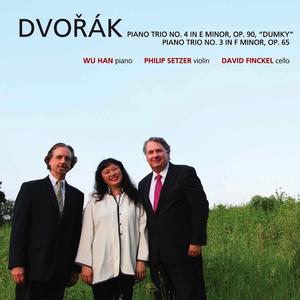 DVOŘÁK
PIANO TRIO NO. 4 IN E MINOR, OP. 90, “DUMKY”
PIANO TRIO NO. 3 IN F MINOR, OP. 65
WU HAN piano PHILIP SETZER violin DAVID FINCKEL cello